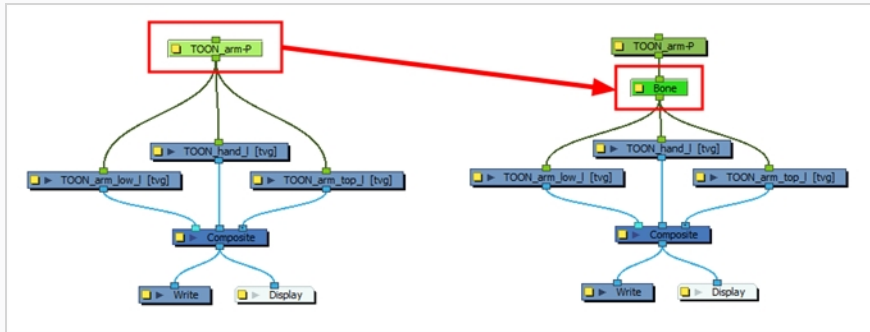 TOON_arm-P
TOON_hand_l [tvg]
TOON_arm_low_l [tvg]
TOON_arm_top_l [tvg]
Composite
Write
Display
TOON_arm-P
Bone
TOON_hand_l [tvg]
TOON_arm_low_l [tvg]
TOON_arm_top_l [tvg]
Composite
Write
Display